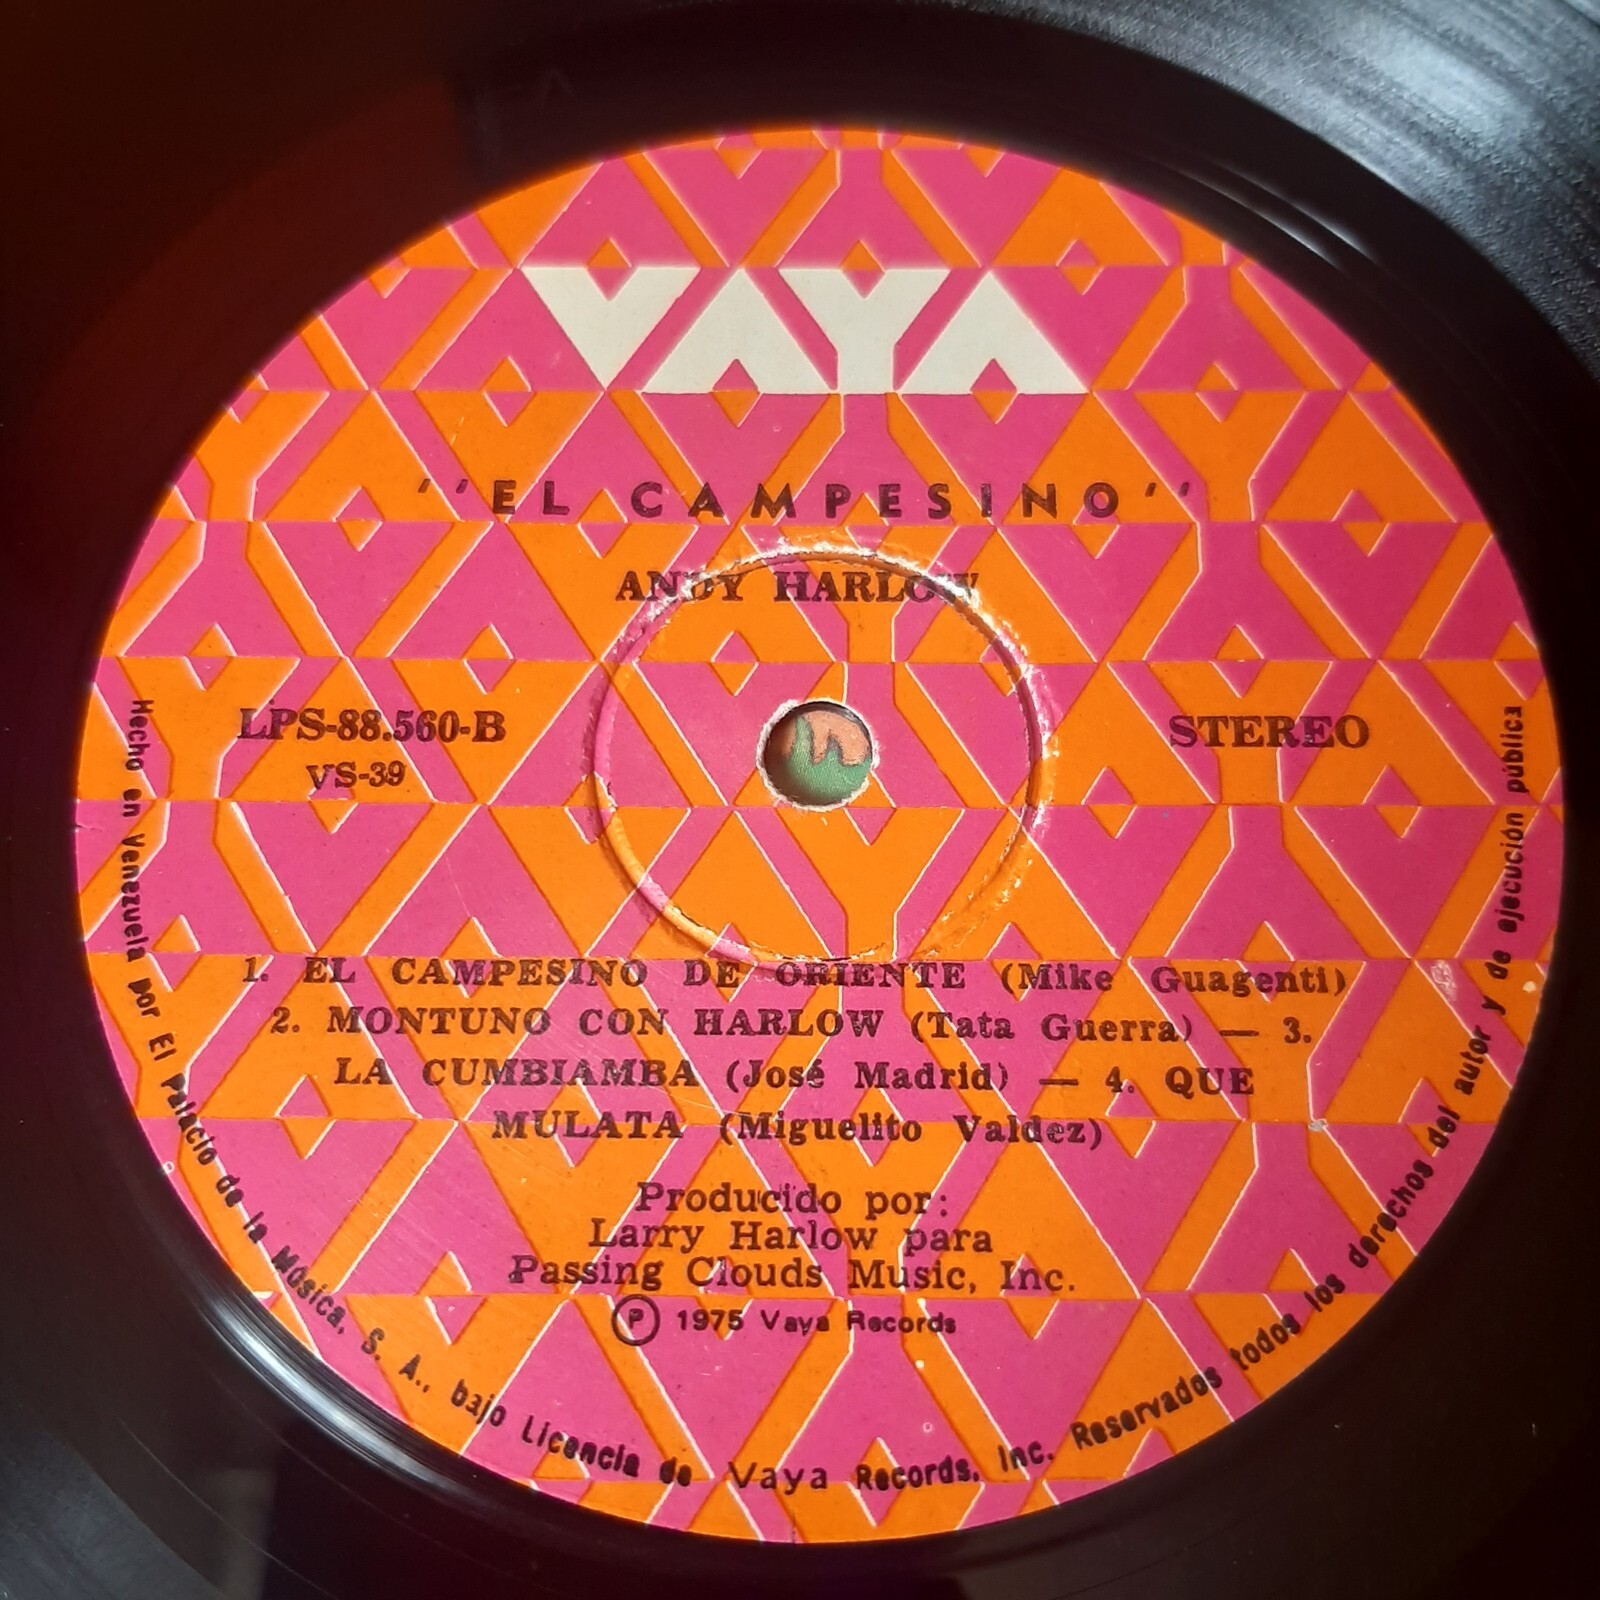 VAYA
''EL CAMPESINO''
ANDY HARLOW
LPS-88.560-B
VS-39
STEREO
1. EL CAMPESINO DE ORIENTE (Mike Guagenti)
2. MONTUNO CON HARLOW (Tata Guerra) — 3.
LA CUMBIAMBA (José Madrid) — 4. QUE
MULATA (Miguelito Valdez)
Producido por:
Larry Harlow para
Passing Clouds Music, Inc.
Ⓟ 1975 Vaya Records
Hecho en Venezuela por El Palacio de la Música, S. A., bajo Licencia de Vaya Records, Inc. Reservados todos los derechos del autor y de ejecución pública